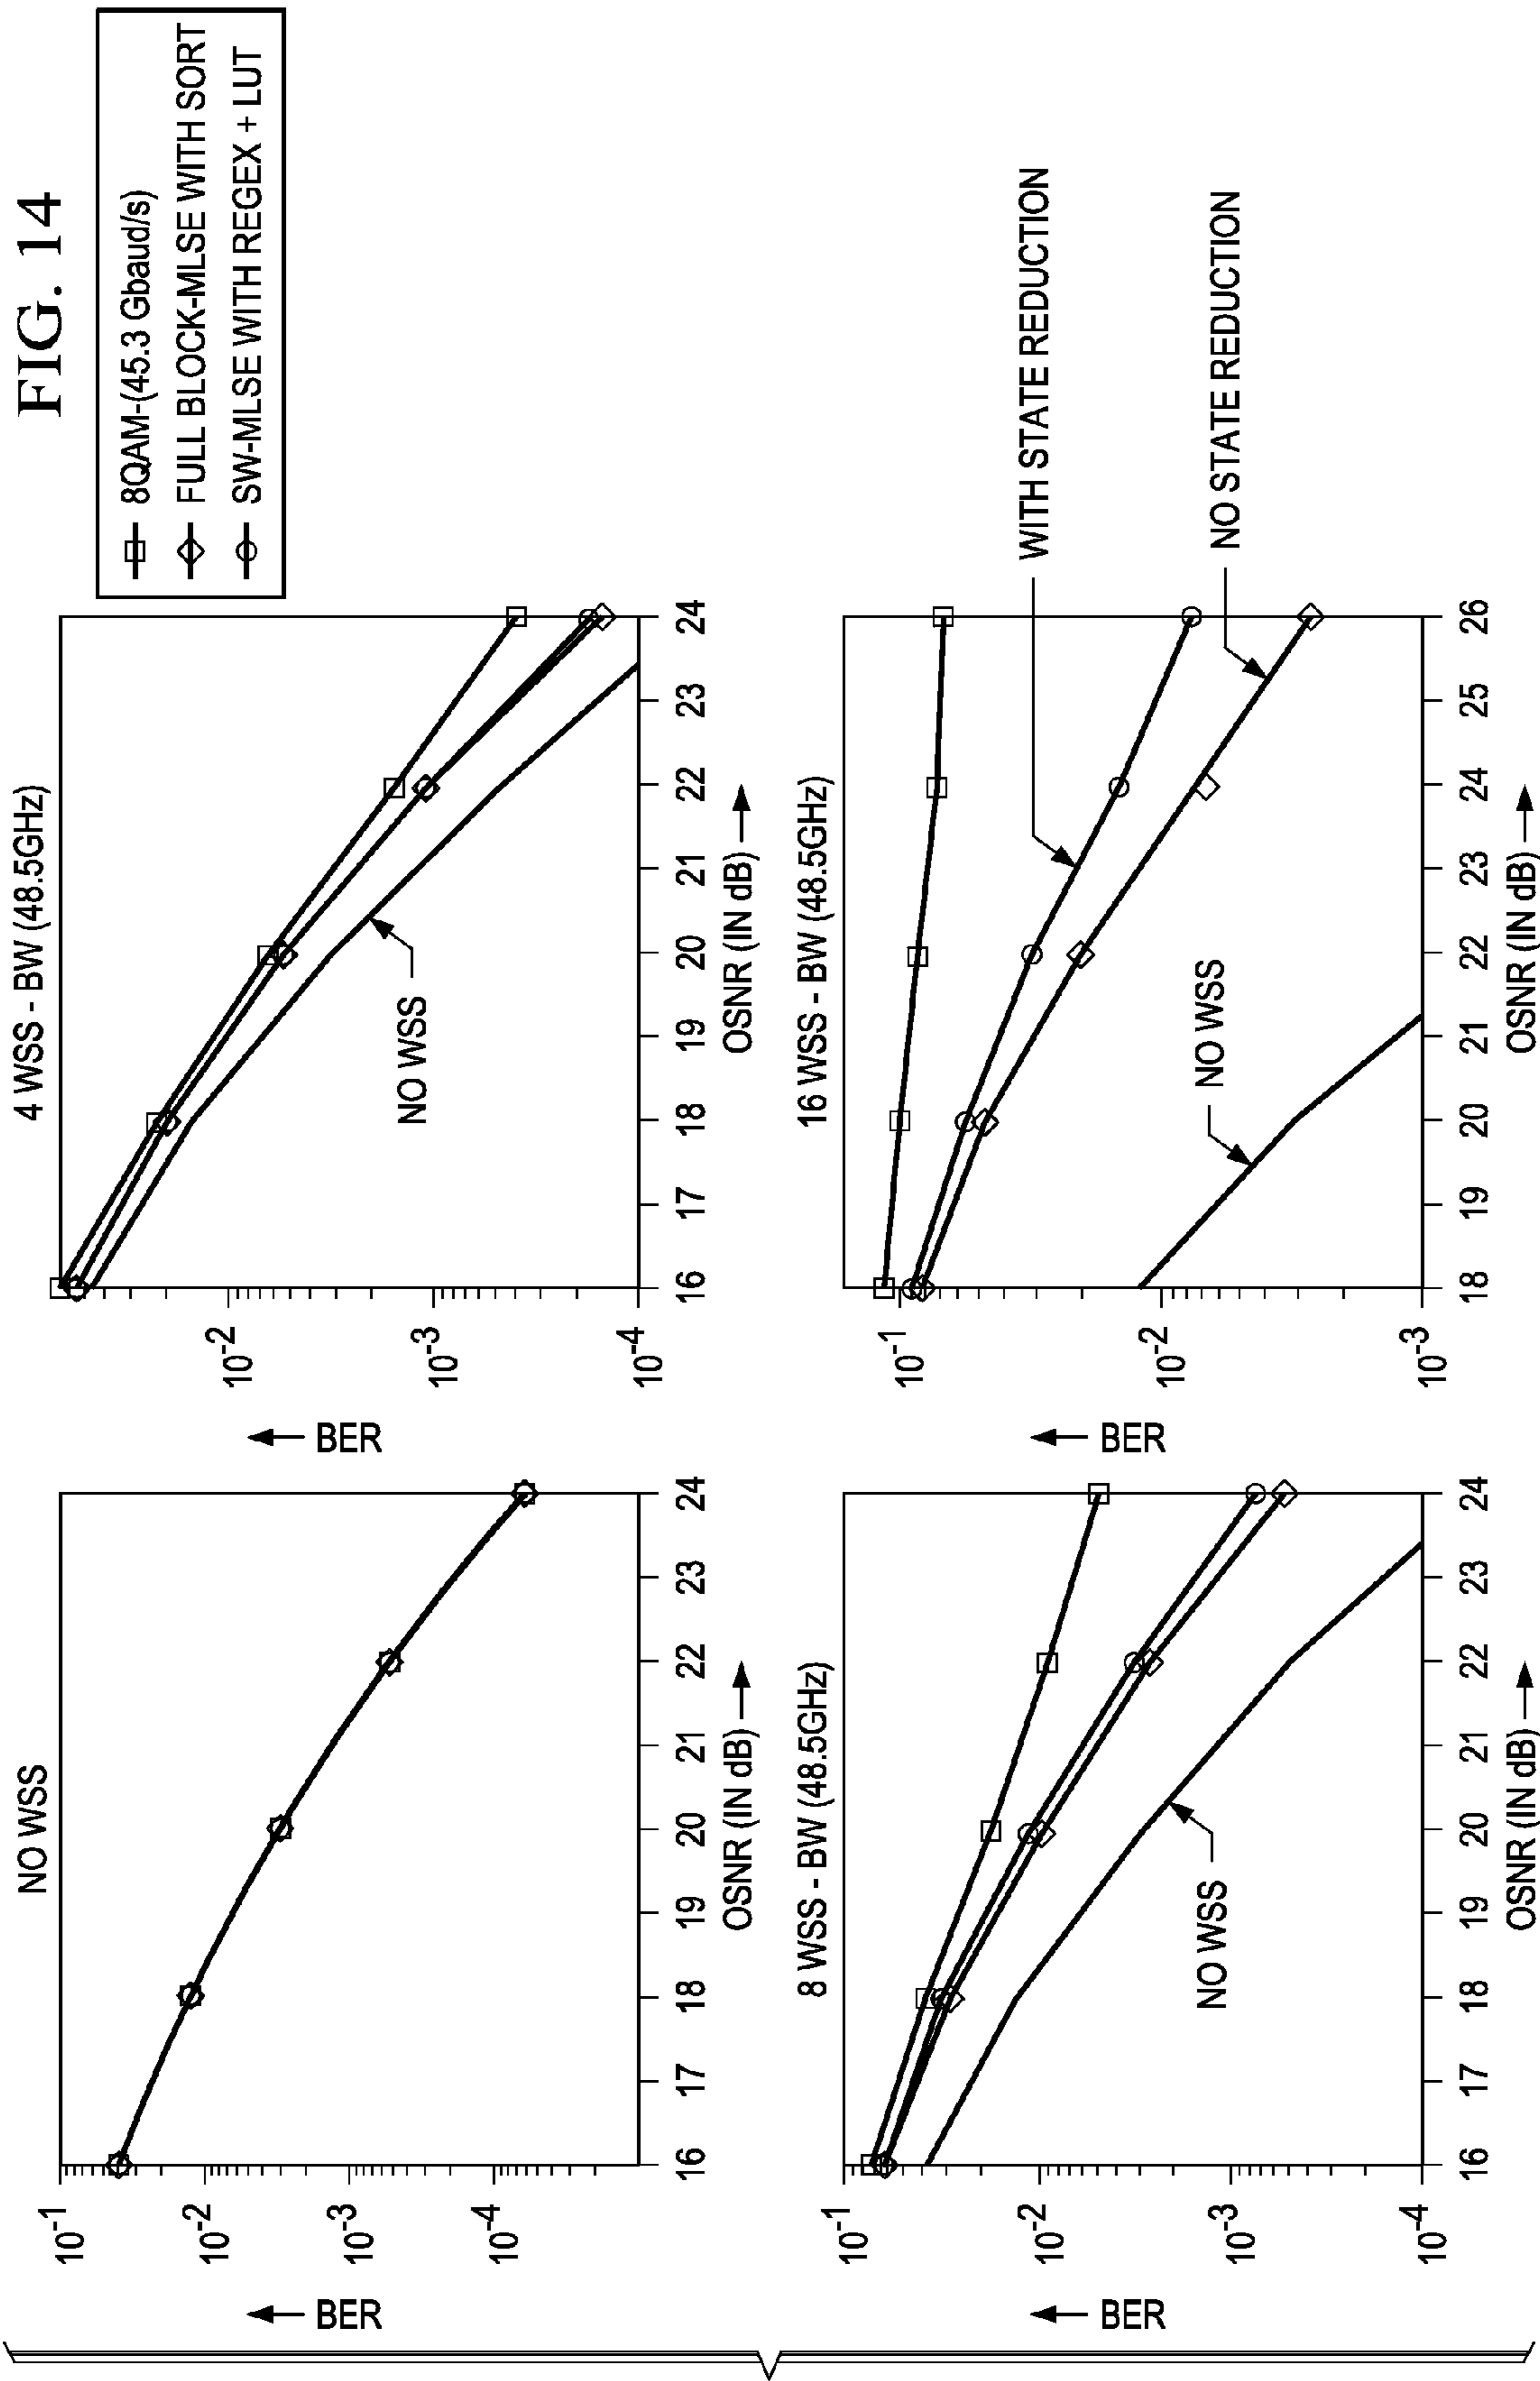 FIG. 14
8QAM-(45.3 Gbaud/s)
FULL BLOCK-MLSE WITH SORT
SW-MLSE WITH REGEX + LUT
NO WSS
10-1
10-2
10-3
10-4
BER
16 17 18 19 20 21 22 23 24
OSNR (IN dB)
4 WSS - BW (48.5GHz)
10-2
10-3
10-4
BER
NO WSS
16 17 18 19 20 21 22 23 24
OSNR (IN dB)
8 WSS - BW (48.5GHz)
10-1
10-2
10-3
10-4
BER
NO WSS
16 17 18 19 20 21 22 23 24
OSNR (IN dB)
16 WSS - BW (48.5GHz)
10-1
10-2
10-3
BER
NO WSS
WITH STATE REDUCTION
NO STATE REDUCTION
18 19 20 21 22 23 24 25 26
OSNR (IN dB)